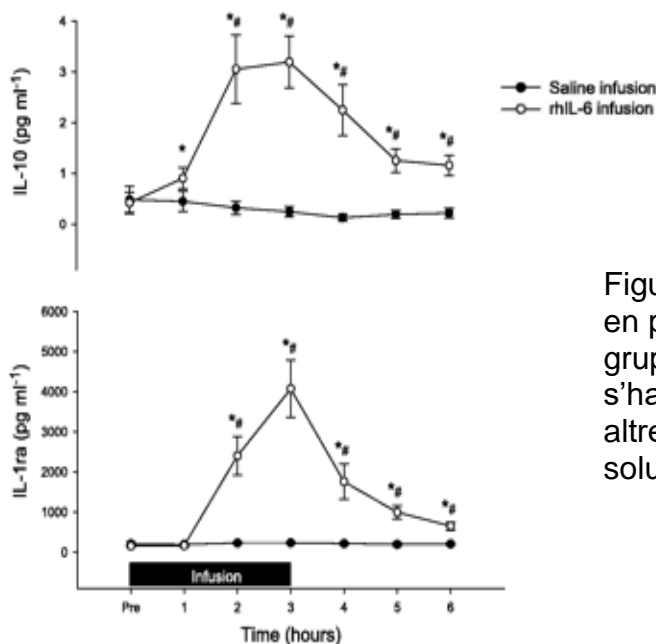 IL-10 (pg ml⁻¹)
4
3
2
1
0
*
*#
*#
*#
*#
*#
Saline infusion
rhIL-6 infusion
IL-1ra (pg ml⁻¹)
6000
5000
4000
3000
2000
1000
0
*#
*#
*#
*#
*#
Infusion
Pre 1 2 3 4 5 6
Time (hours)
en p
grup
s'ha
altre
solu